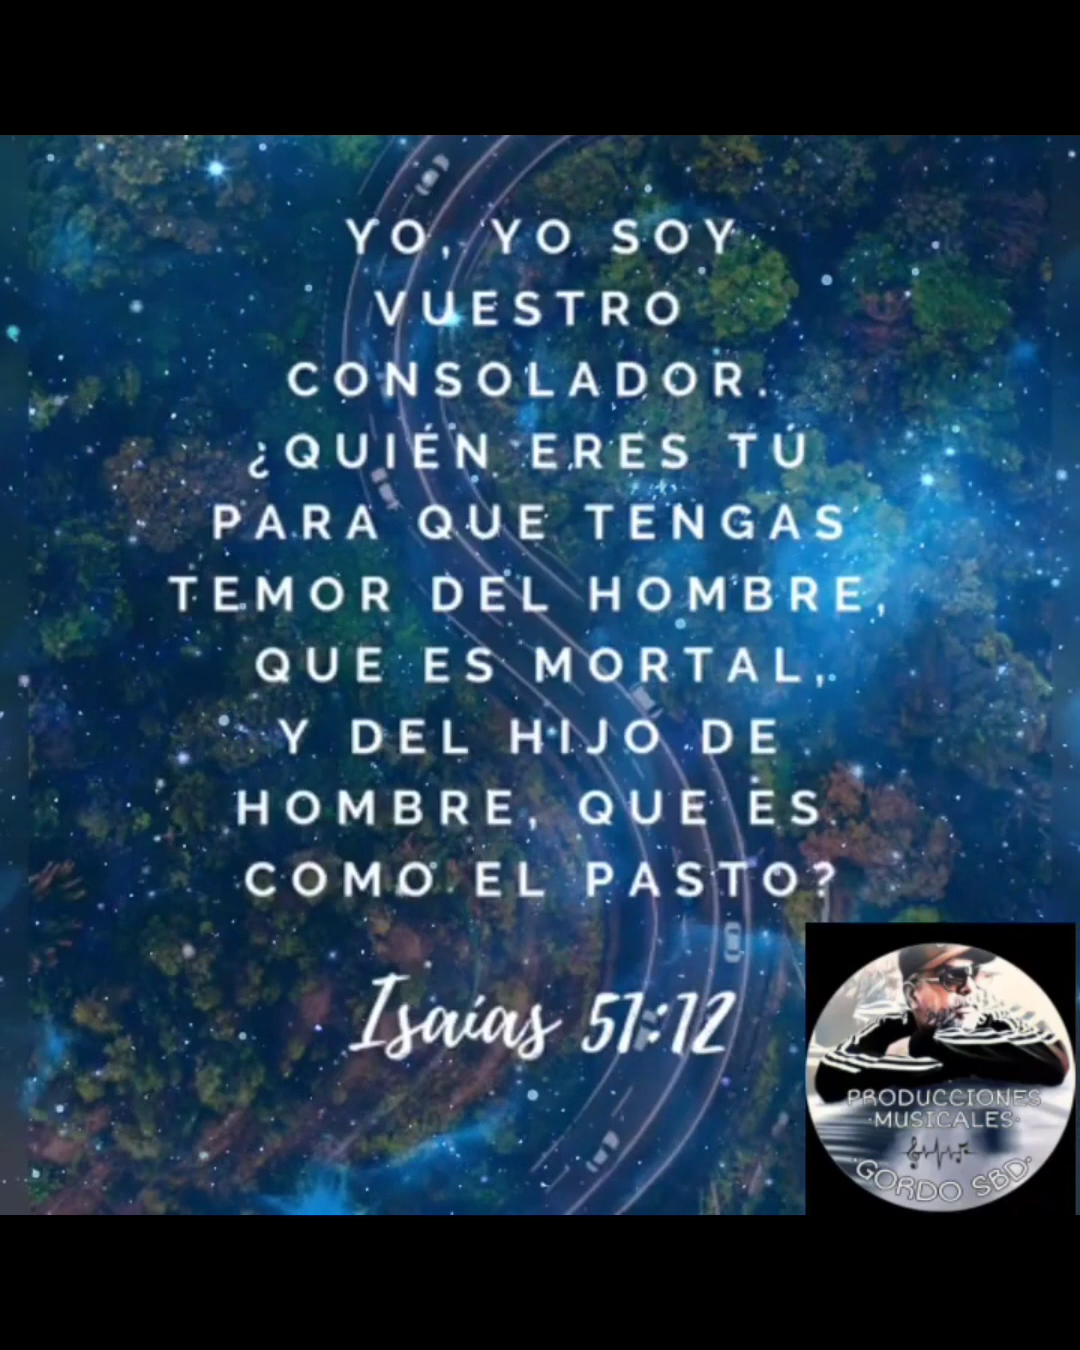 YO, YO SOY
VUESTRO
CONSOLADOR.
¿QUIÉN ERES TU
PARA QUE TENGAS
TEMOR DEL HOMBRE,
QUE ES MORTAL,
Y DEL HIJO DE
HOMBRE, QUE ES
COMO EL PASTO?
Isaías 51:12
PRODUCCIONES
·MUSICALES·
·GORDO SBD·